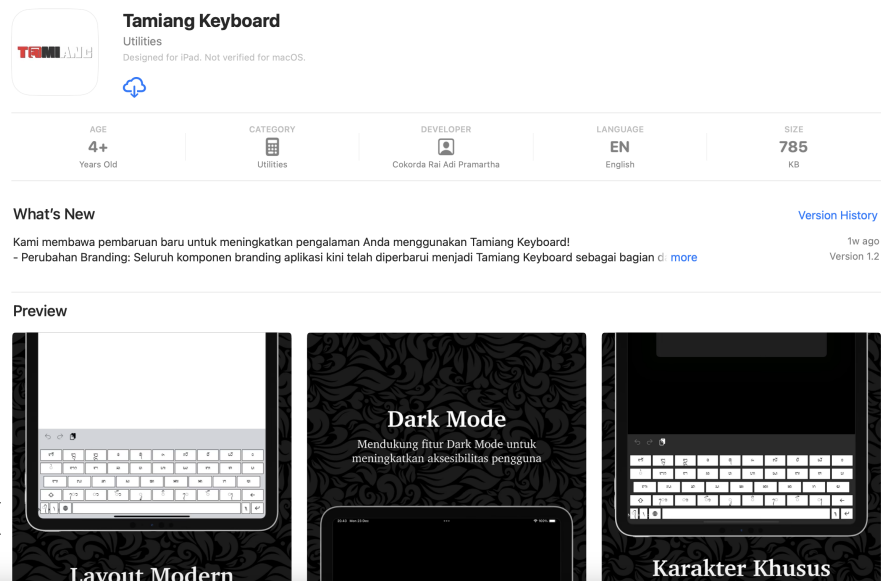 Tamiang Keyboard
TAMIANG
Utilities
Designed for iPad. Not verified for macOS.
AGE
4+
Years Old
CATEGORY
Utilities
DEVELOPER
Cokorda Rai Adi Pramartha
LANGUAGE
EN
English
SIZE
785
KB
What's New
Version History
Kami membawa pembaruan baru untuk meningkatkan pengalaman Anda menggunakan Tamiang Keyboard!
1w ago
- Perubahan Branding: Seluruh komponen branding aplikasi kini telah diperbarui menjadi Tamiang Keyboard sebagai bagian more
Version 1.2
Preview
Layout Modern
Dark Mode
Mendukung fitur Dark Mode untuk
meningkatkan aksesibilitas pengguna
Karakter Khusus